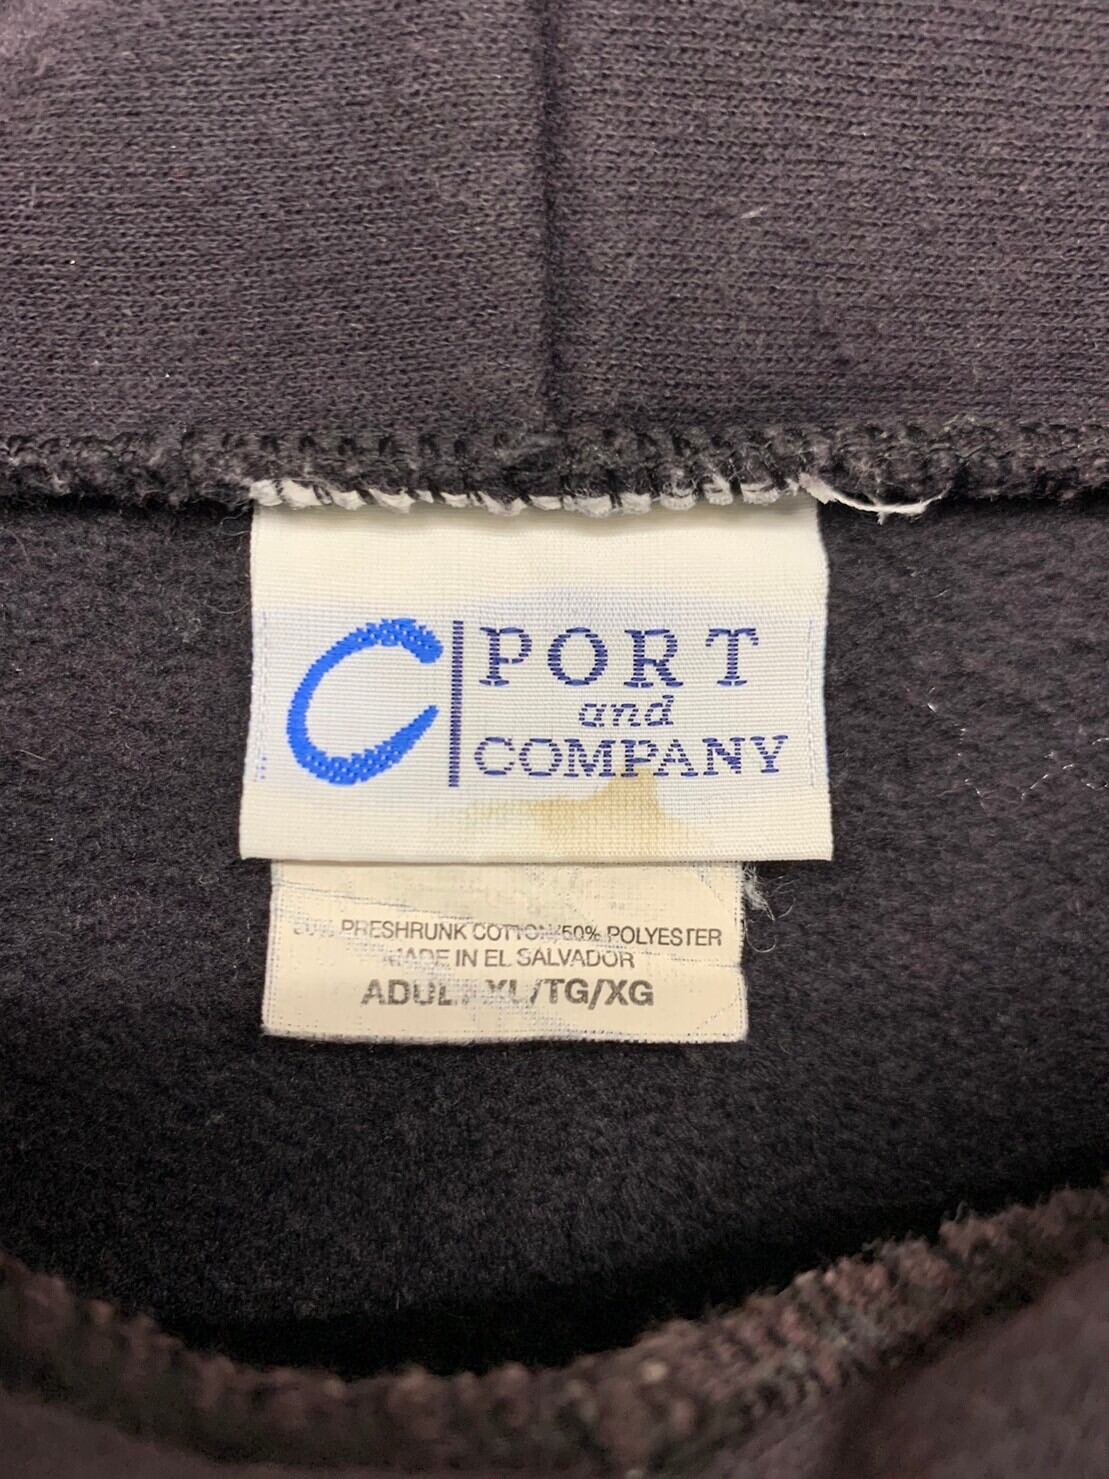 C PORT
and
COMPANY
50% PRESHRUNK COTTON/50% POLYESTER
MADE IN EL SALVADOR
ADULT XL/TG/XG